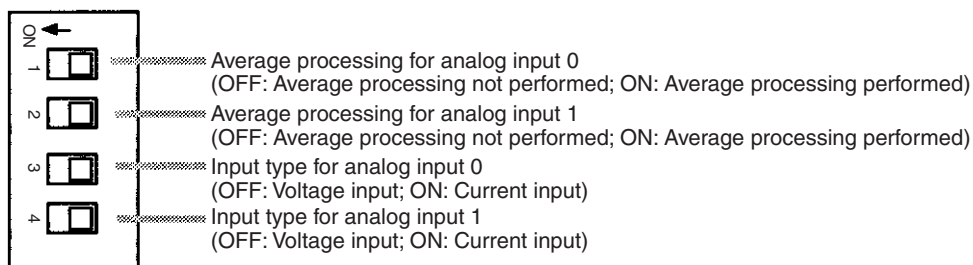 ON
1
Average processing for analog input 0
(OFF: Average processing not performed; ON: Average processing performed)
2
Average processing for analog input 1
(OFF: Average processing not performed; ON: Average processing performed)
3
Input type for analog input 0
(OFF: Voltage input; ON: Current input)
4
Input type for analog input 1
(OFF: Voltage input; ON: Current input)